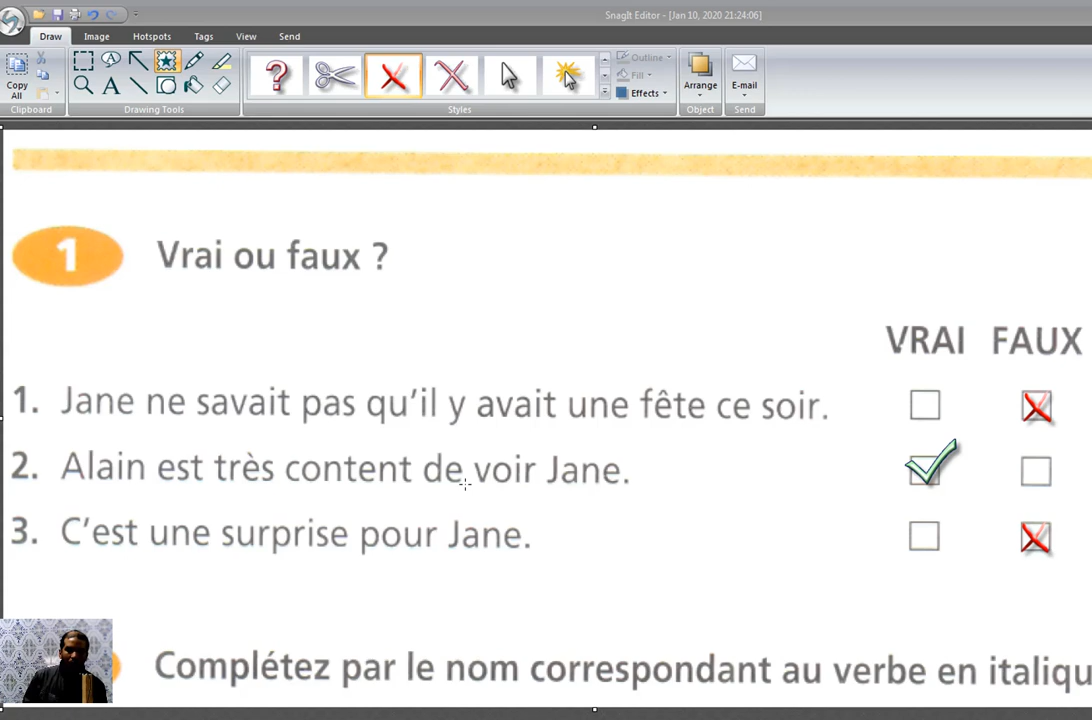 SnagIt Editor - [Jan 10, 2020 21:24:06]
Draw Image Hotspots Tags View Send
Copy All
Clipboard
Drawing Tools
Styles
Outline
Fill
Effects
Arrange
Object
E-mail
Send
1 Vrai ou faux ?
VRAI FAUX
1. Jane ne savait pas qu'il y avait une fête ce soir.
2. Alain est très content de voir Jane.
3. C'est une surprise pour Jane.
Complétez par le nom correspondant au verbe en italiqu